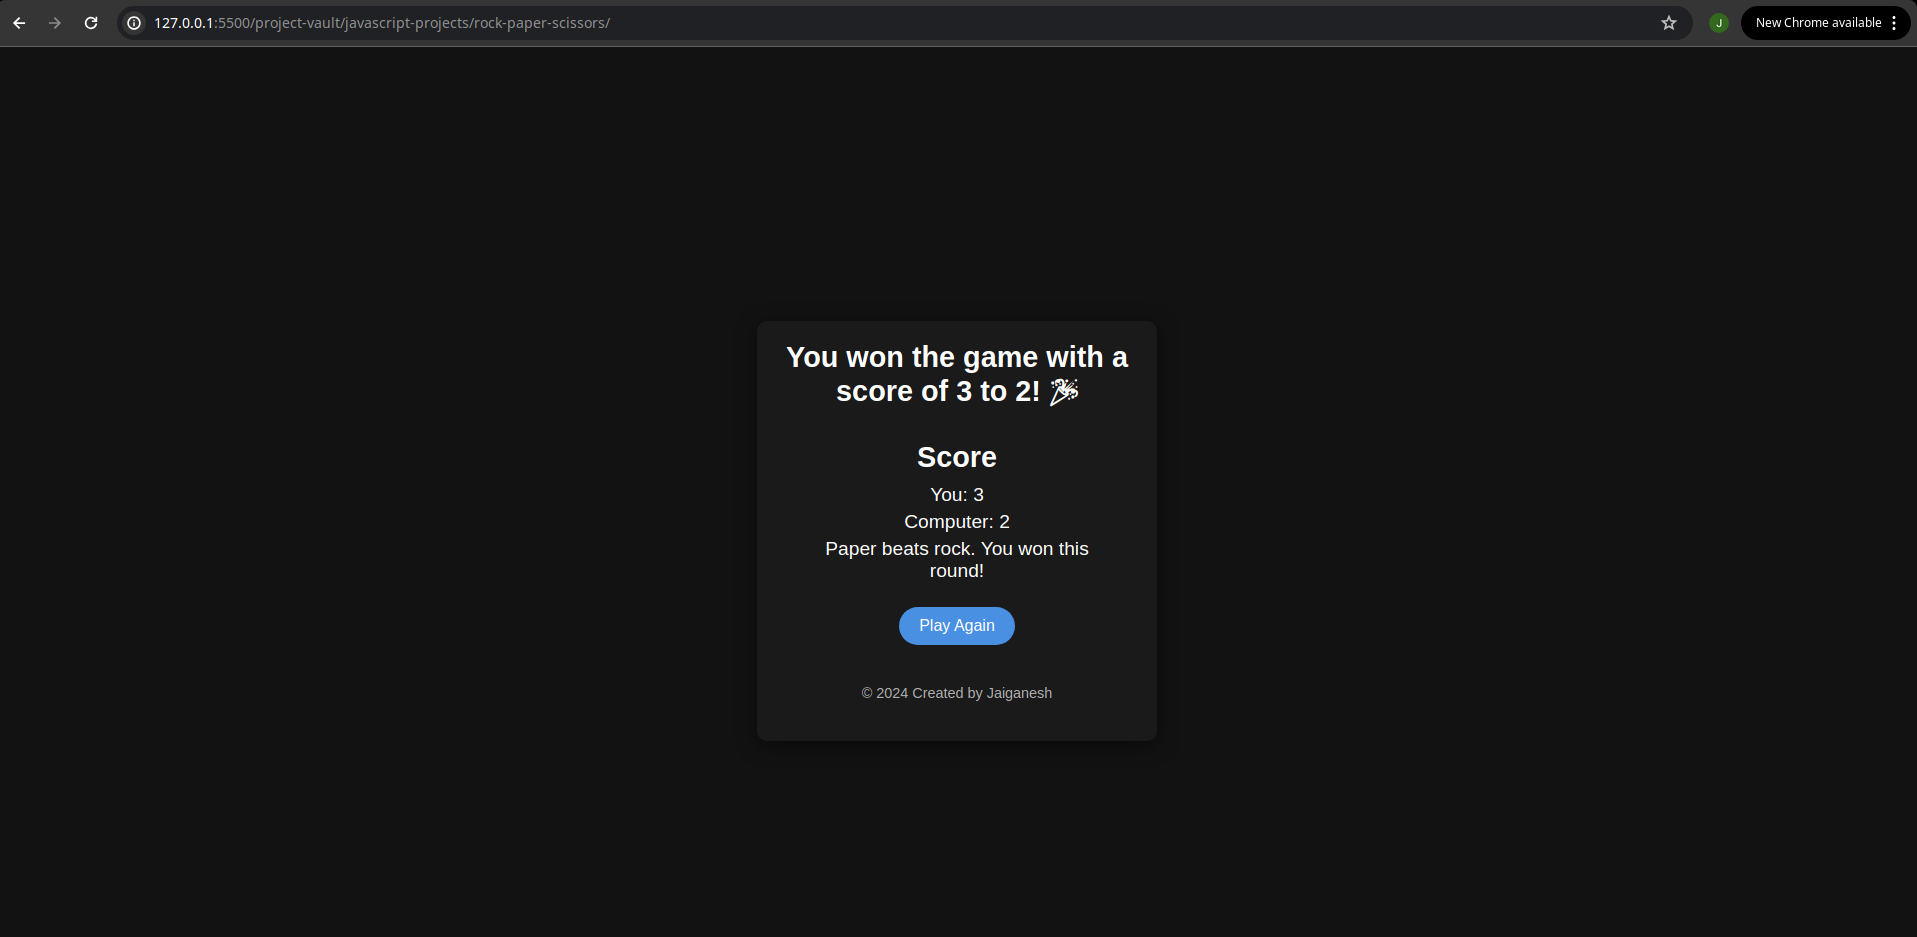 127.0.0.1:5500/project-vault/javascript-projects/rock-paper-scissors/
J
New Chrome available
You won the game with a
score of 3 to 2! 🎉
Score
You: 3
Computer: 2
Paper beats rock. You won this
round!
Play Again
© 2024 Created by Jaiganesh